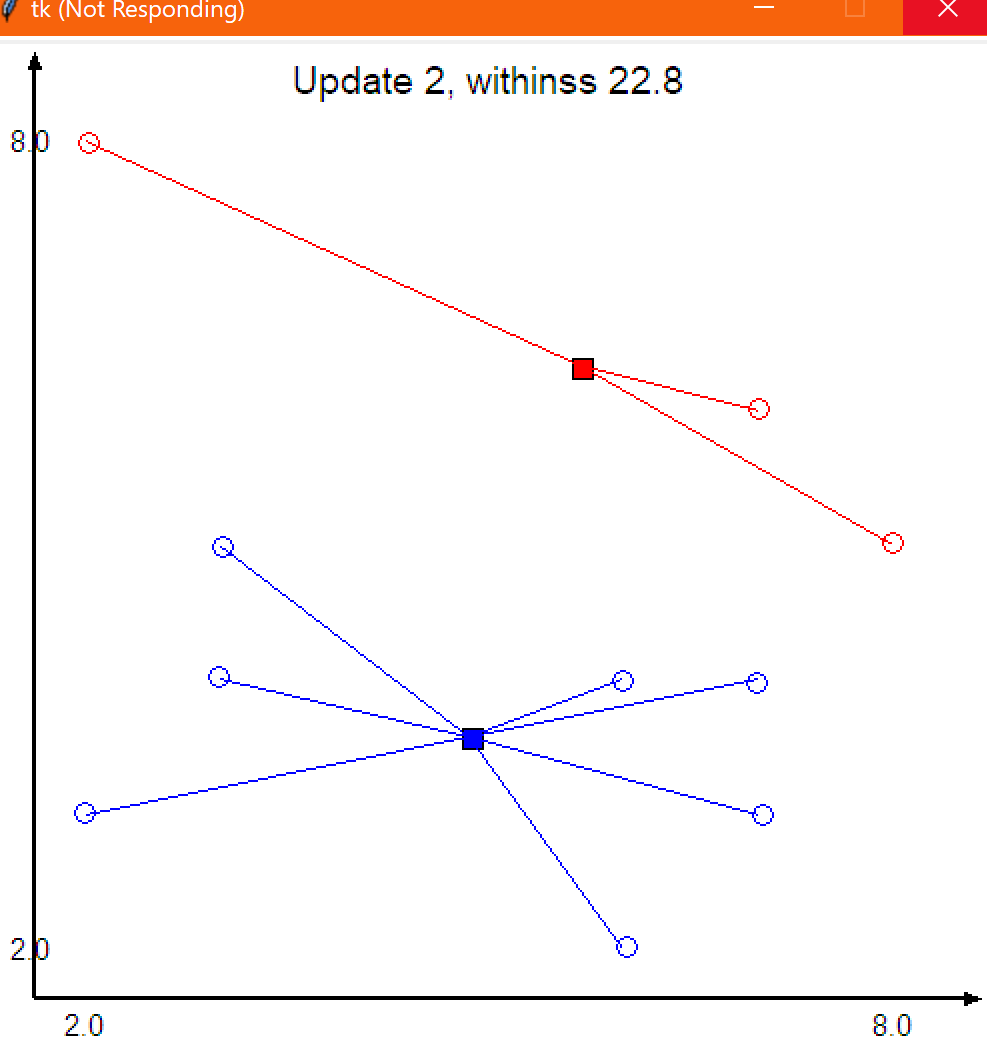 tk (Not Responding)
Update 2, withinss 22.8
8.0
2.0
2.0
8.0